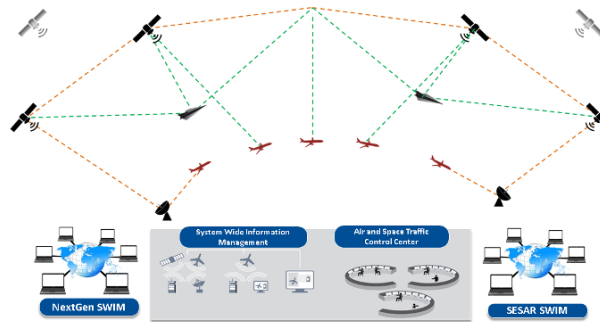 System Wide Information
Management
Air and Space Traffic
Control Center
NextGen SWIM
SESAR SWIM